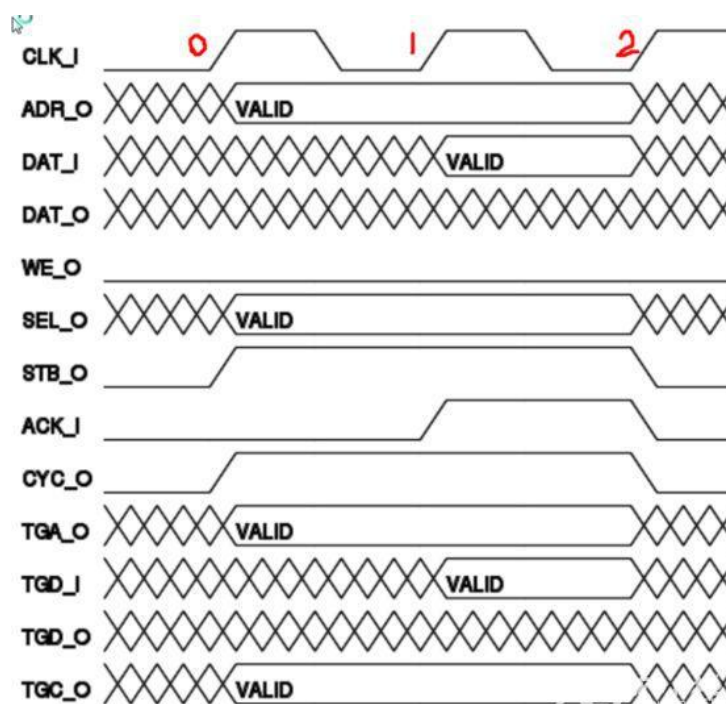 0 1 2
CLK_I
ADR_O VALID
DAT_I VALID
DAT_O
WE_O
SEL_O VALID
STB_O
ACK_I
CYC_O
TGA_O VALID
TGD_I VALID
TGD_O
TGC_O VALID